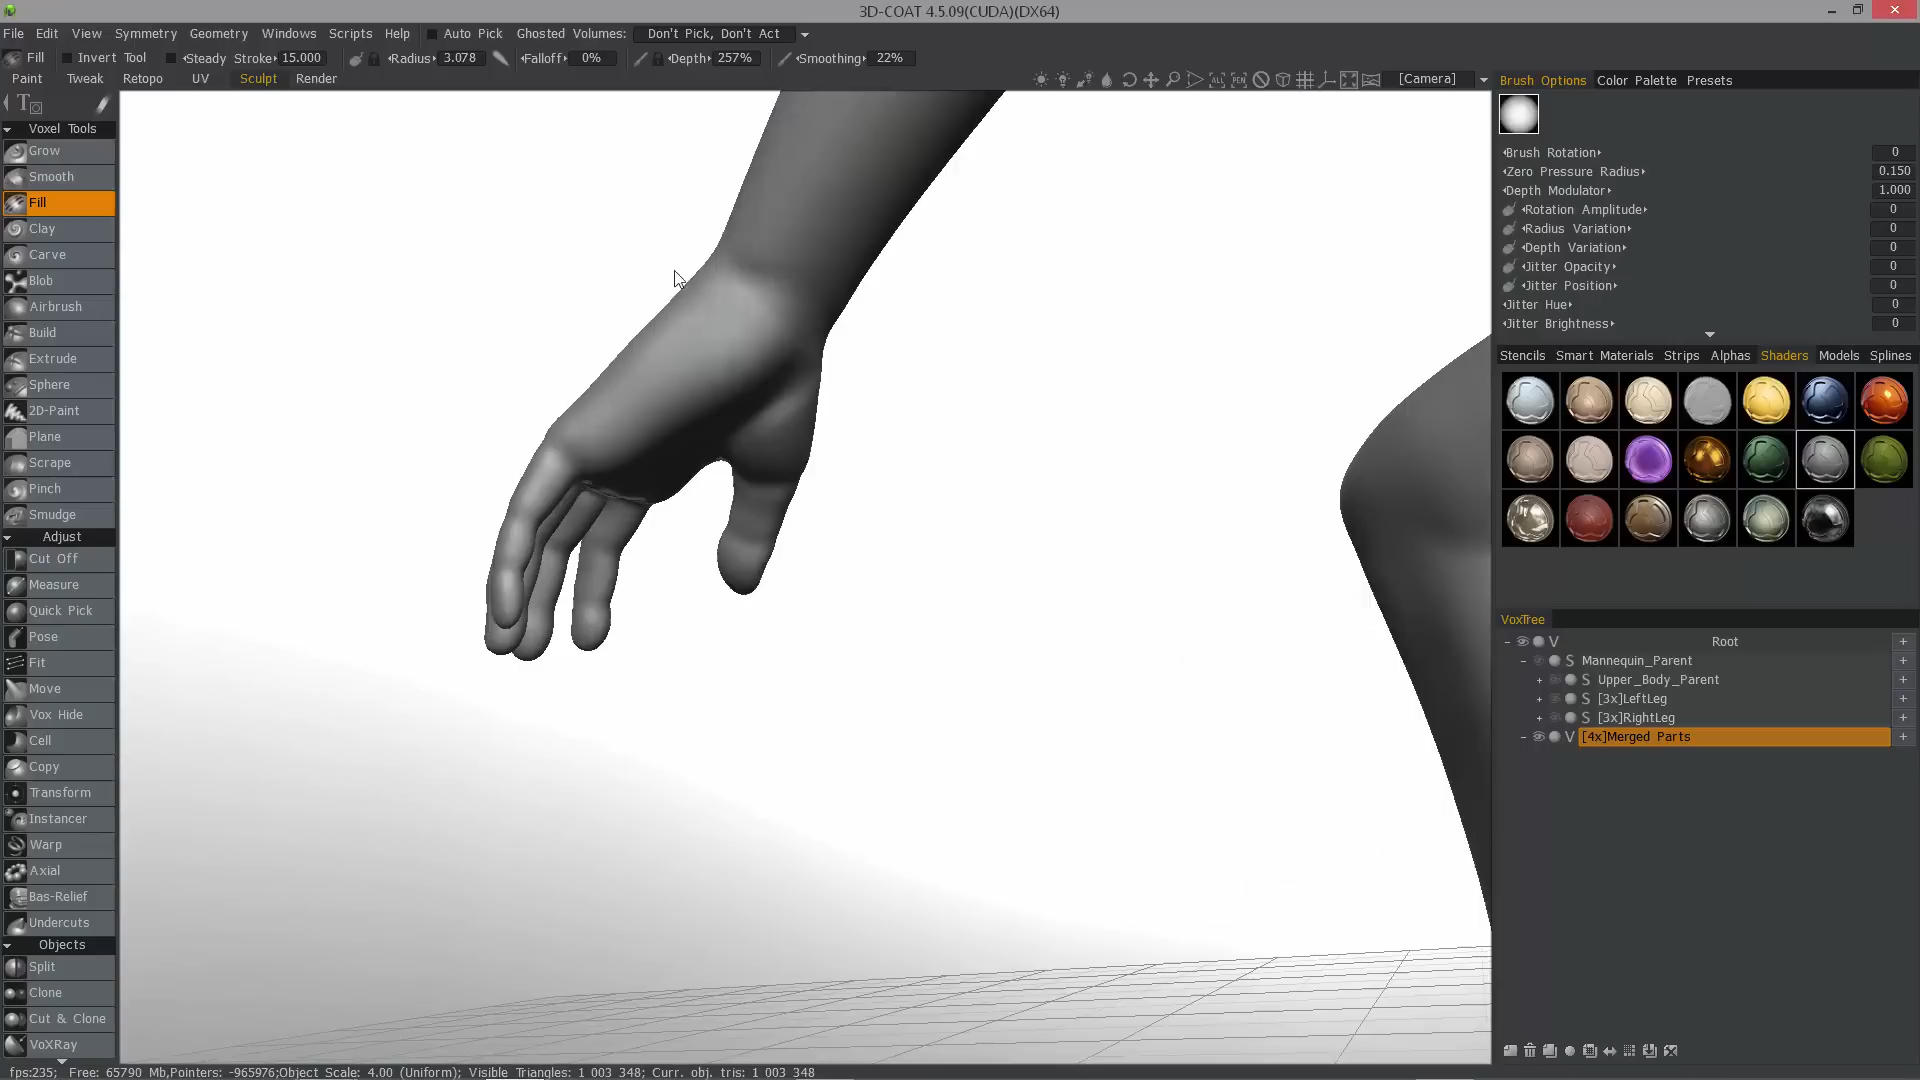 3D-COAT 4.5.09(CUDA)(DX64)
File Edit View Symmetry Geometry Windows Scripts Help Auto Pick Ghosted Volumes: Don't Pick, Don't Act
Fill Invert Tool Steady Stroke 15.000 Radius 3.078 Falloff 0% Depth 257% Smoothing 22%
Paint Tweak Retopo UV Sculpt Render [Camera]
Voxel Tools
Grow
Smooth
Fill
Clay
Carve
Blob
Airbrush
Build
Extrude
Sphere
2D-Paint
Plane
Scrape
Pinch
Smudge
Adjust
Cut Off
Measure
Quick Pick
Pose
Fit
Move
Vox Hide
Cell
Copy
Transform
Instancer
Warp
Axial
Bas-Relief
Undercuts
Objects
Split
Clone
Cut & Clone
VoXRay
Brush Options Color Palette Presets
Brush Rotation 0
Zero Pressure Radius 0.150
Depth Modulator 1.000
Rotation Amplitude 0
Radius Variation 0
Depth Variation 0
Jitter Opacity 0
Jitter Position 0
Jitter Hue 0
Jitter Brightness 0
Stencils Smart Materials Strips Alphas Shaders Models Splines
VoxTree
V Root +
S Mannequin_Parent +
+ S Upper_Body_Parent +
+ S [3x]LeftLeg +
+ S [3x]RightLeg +
V [4x]Merged Parts +
fps:235; Free: 65790 Mb,Pointers: -965976;Object Scale: 4.00 (Uniform); Visible Triangles: 1 003 348; Curr. obj. tris: 1 003 348